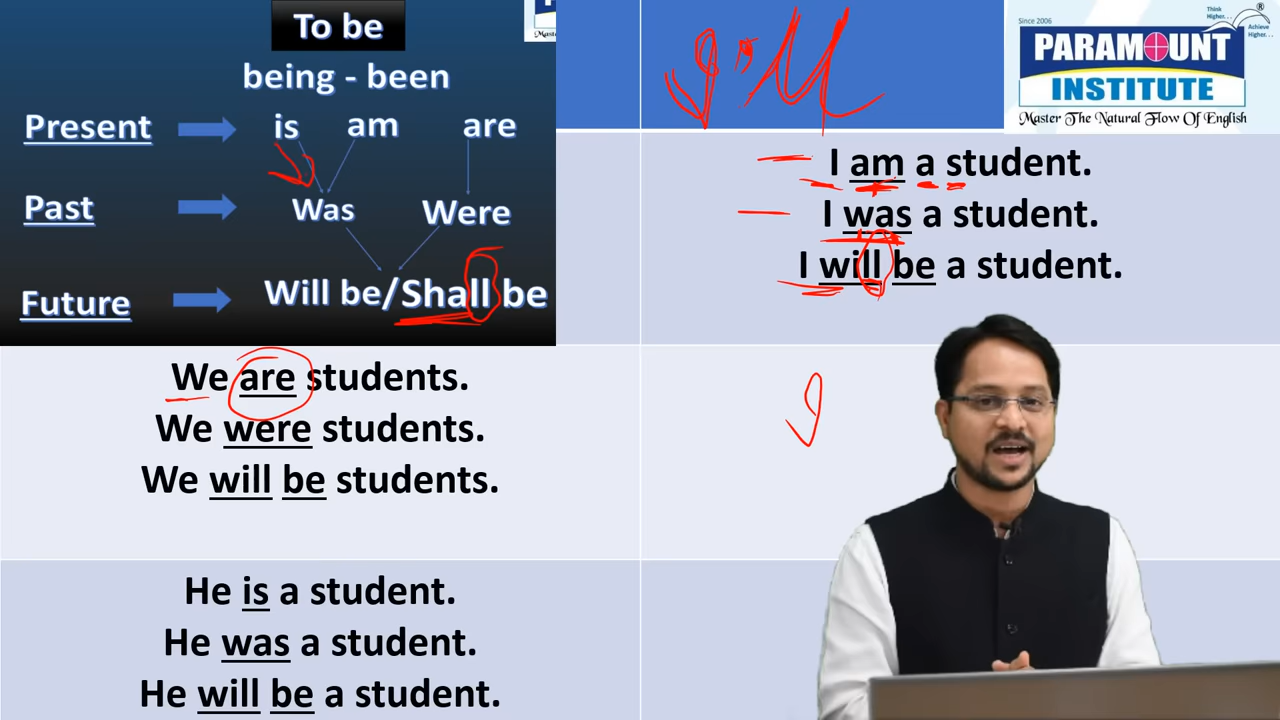 To be
being - been
Present is am are
Past Was Were
Future Will be/Shall be
Since 2006
Think Higher...
Achieve Higher...
®
PARAMOUNT
INSTITUTE
Master The Natural Flow Of English
I am a student.
I was a student.
I will be a student.
We are students.
We were students.
We will be students.
He is a student.
He was a student.
He will be a student.